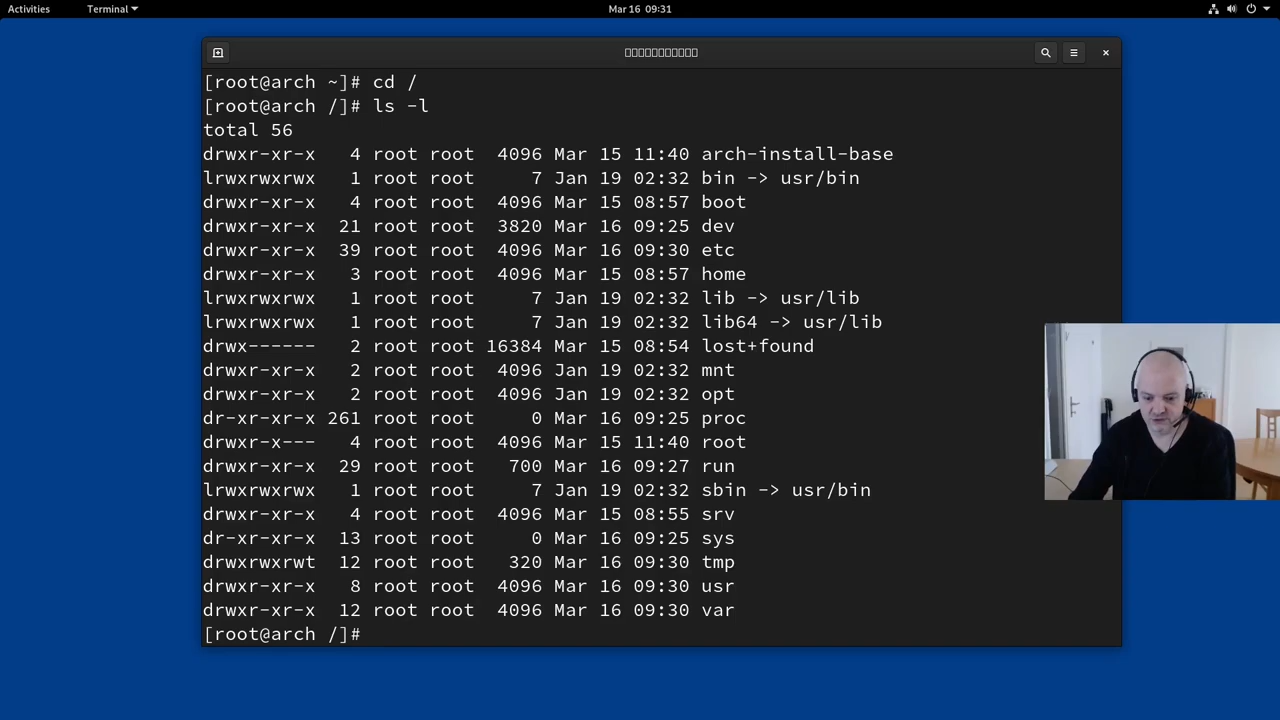 Activities Terminal Mar 16 09:31
[root@arch ~]# cd /
[root@arch /]# ls -l
total 56
drwxr-xr-x 4 root root 4096 Mar 15 11:40 arch-install-base
lrwxrwxrwx 1 root root 7 Jan 19 02:32 bin -> usr/bin
drwxr-xr-x 4 root root 4096 Mar 15 08:57 boot
drwxr-xr-x 21 root root 3820 Mar 16 09:25 dev
drwxr-xr-x 39 root root 4096 Mar 16 09:30 etc
drwxr-xr-x 3 root root 4096 Mar 15 08:57 home
lrwxrwxrwx 1 root root 7 Jan 19 02:32 lib -> usr/lib
lrwxrwxrwx 1 root root 7 Jan 19 02:32 lib64 -> usr/lib
drwx------ 2 root root 16384 Mar 15 08:54 lost+found
drwxr-xr-x 2 root root 4096 Jan 19 02:32 mnt
drwxr-xr-x 2 root root 4096 Jan 19 02:32 opt
dr-xr-xr-x 261 root root 0 Mar 16 09:25 proc
drwxr-x--- 4 root root 4096 Mar 15 11:40 root
drwxr-xr-x 29 root root 700 Mar 16 09:27 run
lrwxrwxrwx 1 root root 7 Jan 19 02:32 sbin -> usr/bin
drwxr-xr-x 4 root root 4096 Mar 15 08:55 srv
dr-xr-xr-x 13 root root 0 Mar 16 09:25 sys
drwxrwxrwt 12 root root 320 Mar 16 09:30 tmp
drwxr-xr-x 8 root root 4096 Mar 16 09:30 usr
drwxr-xr-x 12 root root 4096 Mar 16 09:30 var
[root@arch /]#